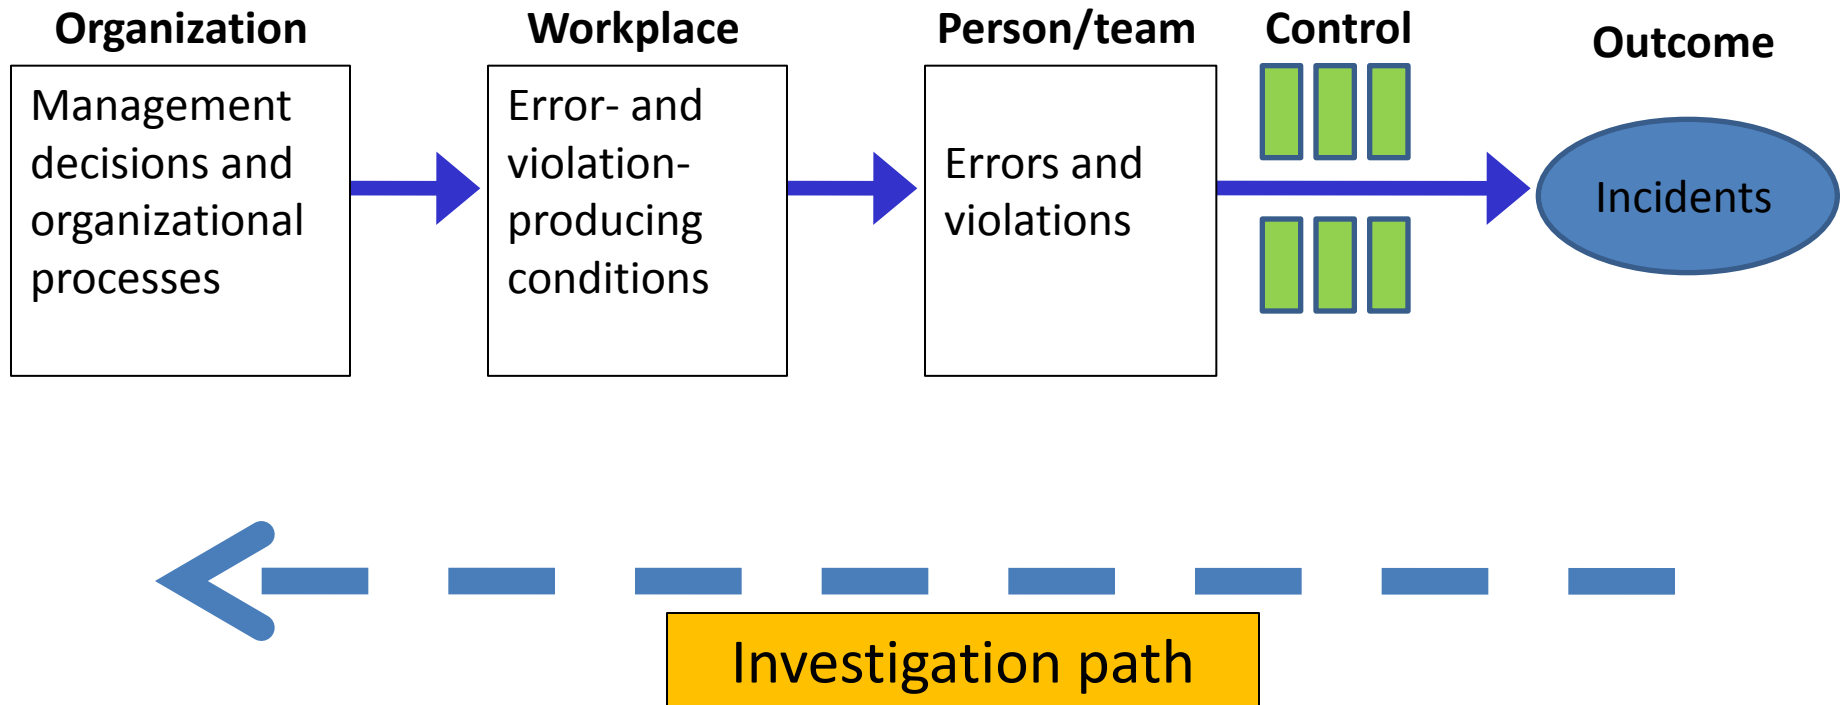 Organization
Workplace
Person/team
Control
Outcome
Management
decisions and
organizational
processes
Error- and
violation-
producing
conditions
Errors and
violations
Incidents
Investigation path